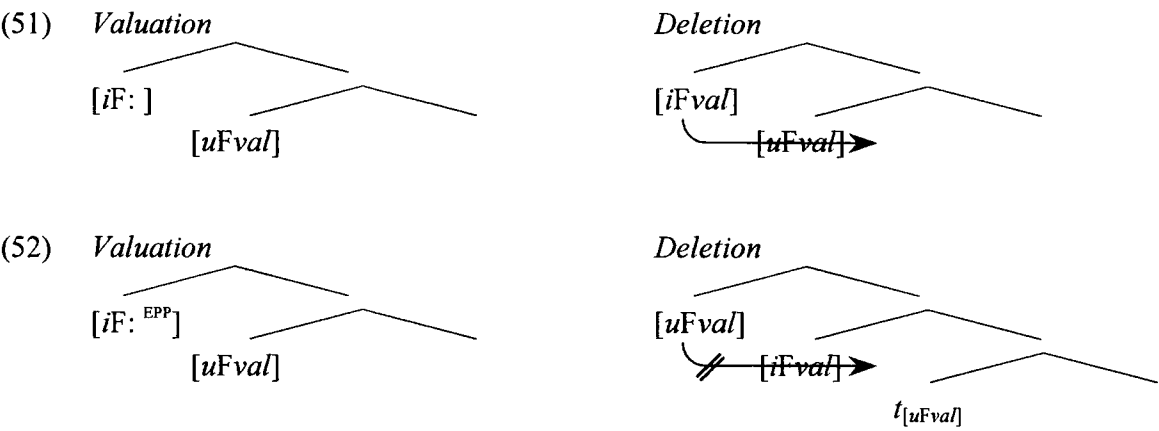 (51) Valuation Deletion
[iF: ] [iFval]
[uFval] [uFval]
(52) Valuation Deletion
[iF: EPP] [uFval]
[uFval] [iFval]
t[uFval]